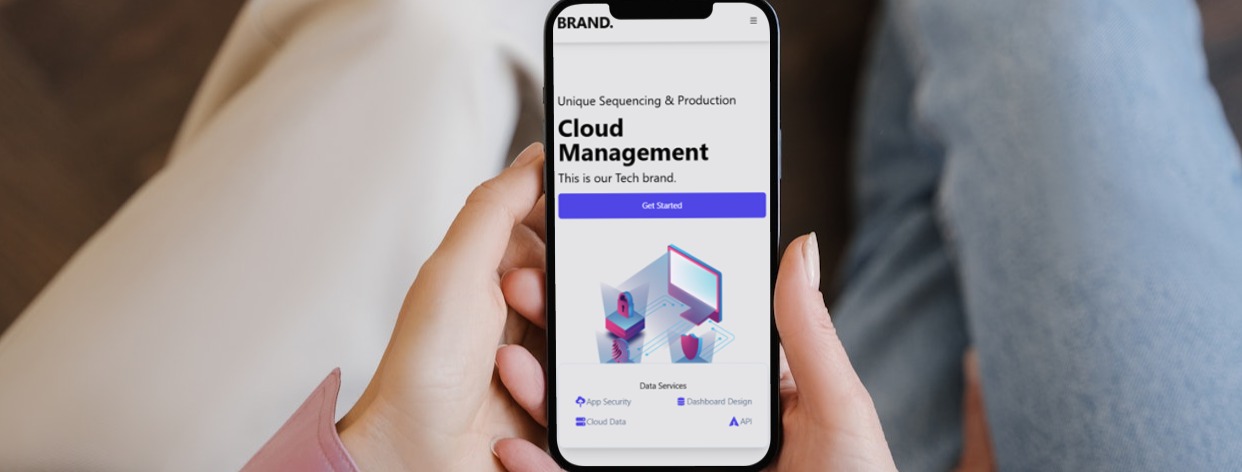 BRAND.
Unique Sequencing & Production
Cloud
Management
This is our Tech brand.
Get Started
Data Services
App Security
Dashboard Design
Cloud Data
API